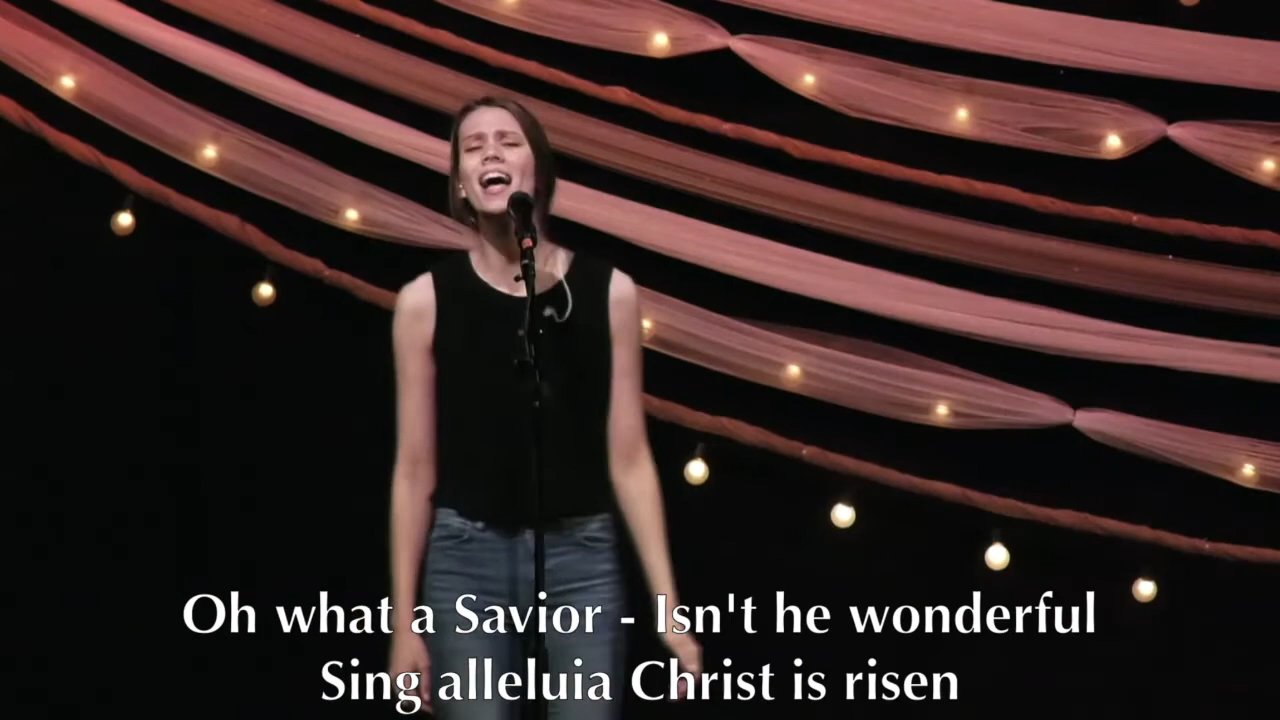 Oh what a Savior - Isn't he wonderful
Sing alleluia Christ is risen